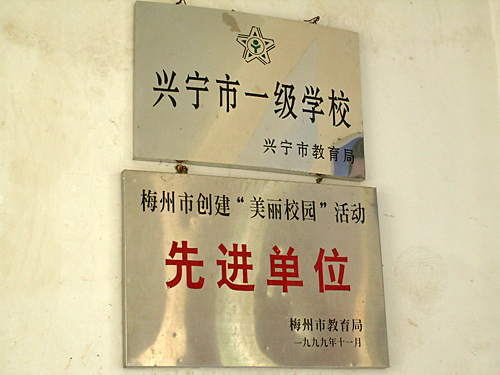 兴宁市一级学校
兴宁市教育局
梅州市创建“美丽校园”活动
先进单位
梅州市教育局
一九九九年十一月